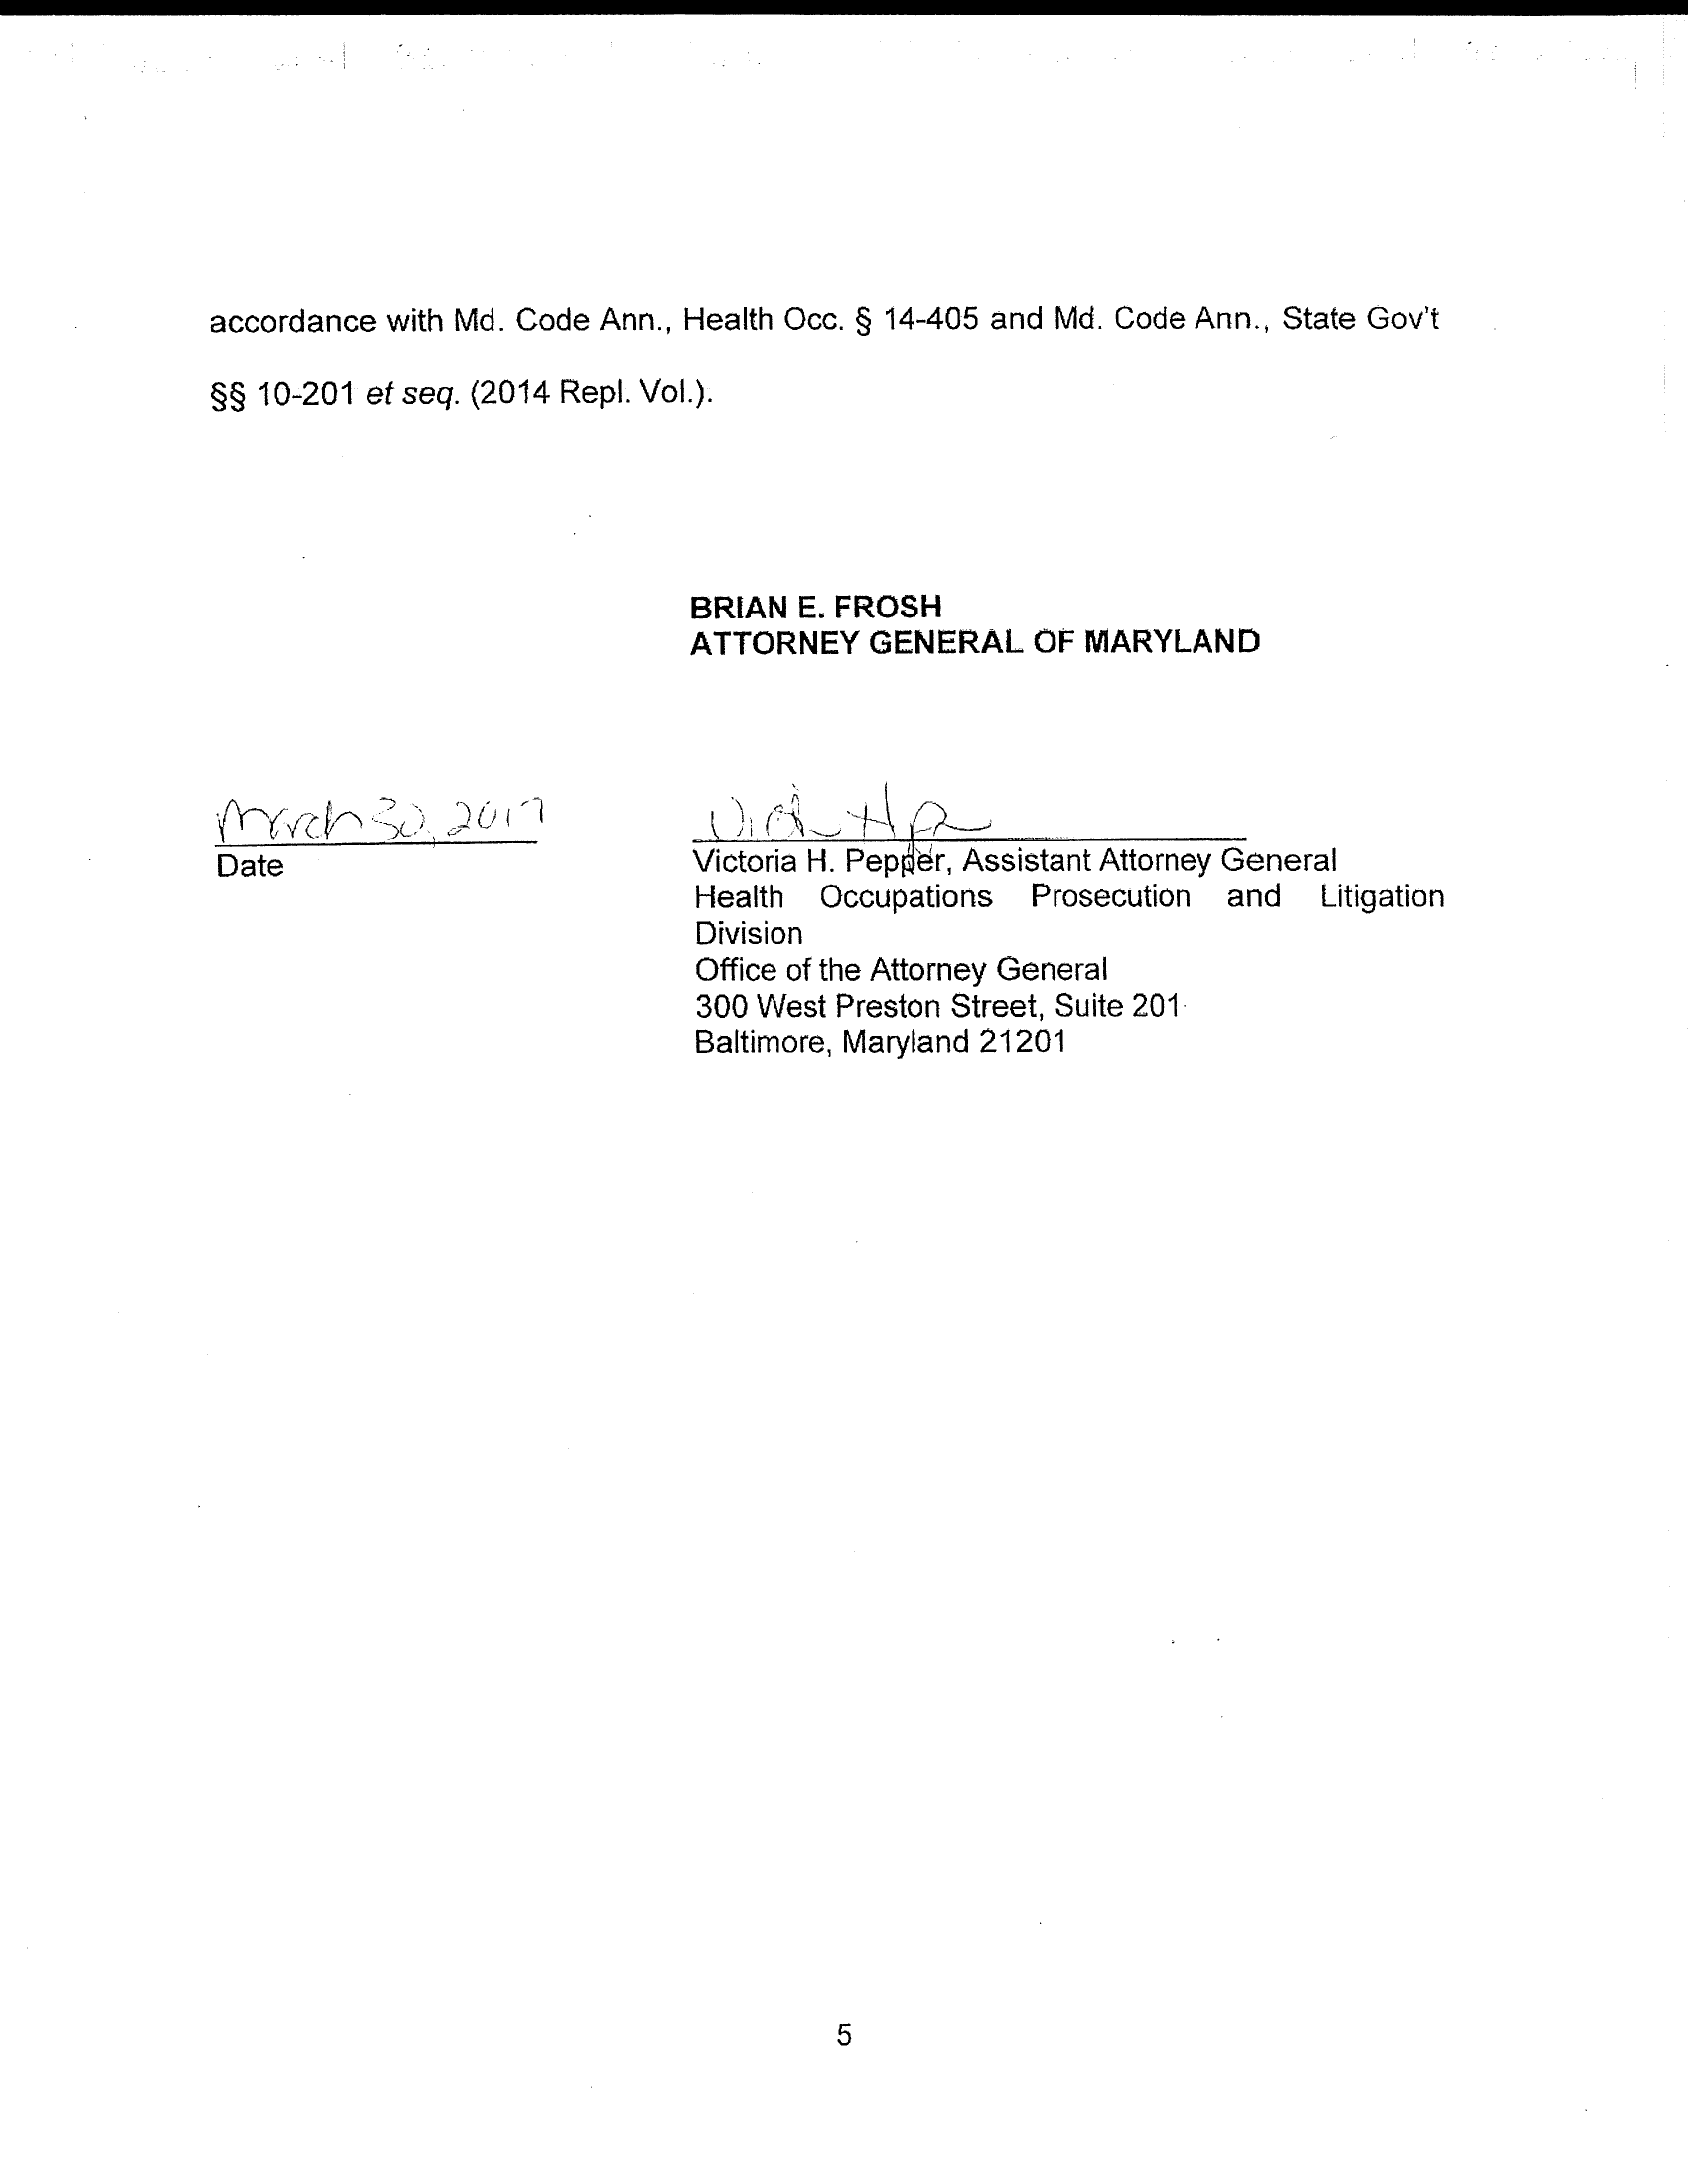 accordance with Md. Code Ann., Health Occ. § 14-405 and Md. Code Ann., State Gov't
§§ 10-201 et seq. (2014 Repl. Vol.).
BRIAN E. FROSH
ATTORNEY GENERAL OF MARYLAND
March 30, 2017
Date
Victoria H. Pepper, Assistant Attorney General
Health Occupations Prosecution and Litigation
Division
Office of the Attorney General
300 West Preston Street, Suite 201
Baltimore, Maryland 21201
5